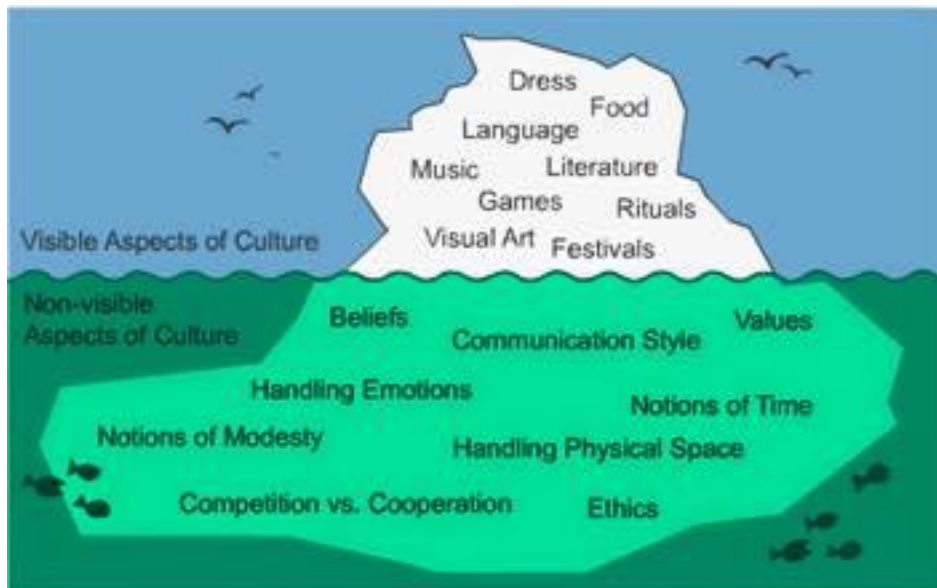 Dress
Food
Language
Music
Literature
Games
Rituals
Visible Aspects of Culture
Visual Art
Festivals
Non-visible
Aspects of Culture
Beliefs
Values
Communication Style
Handling Emotions
Notions of Time
Notions of Modesty
Handling Physical Space
Competition vs. Cooperation
Ethics